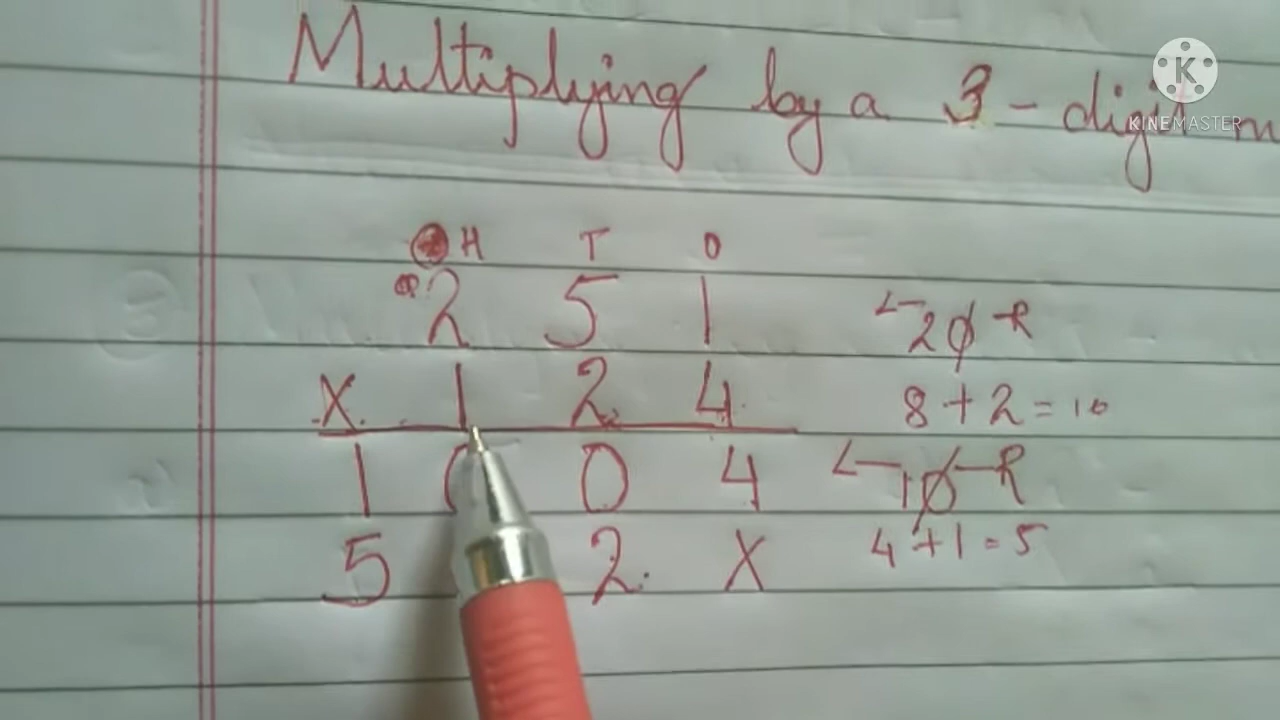 Multiplying by a 3-digit
KINEMASTER
H T O
2 5 1
X 1 2 4
1 0 0 4
5 2 X
L 20 R
8+2=10
L 10 R
4+1=5